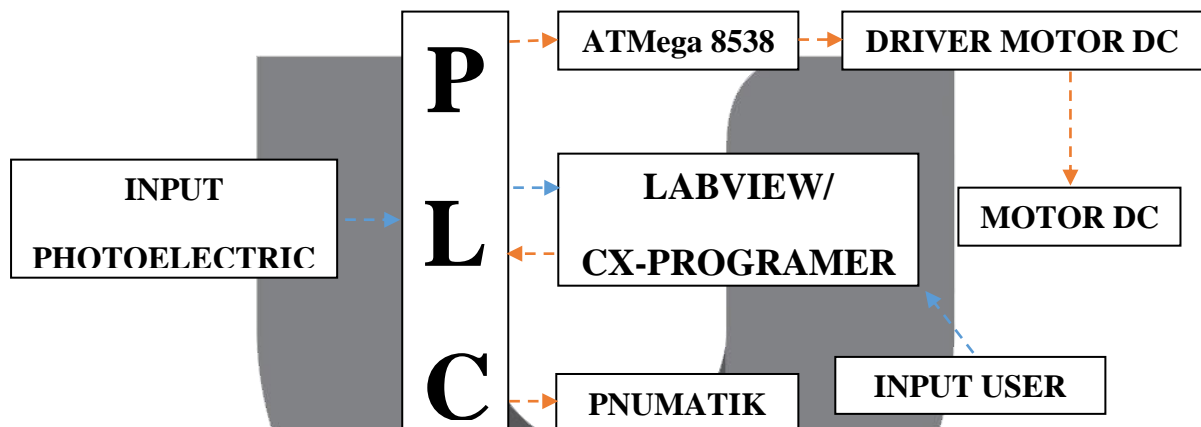 P
L
C
ATMega 8538
DRIVER MOTOR DC
INPUT
PHOTOELECTRIC
LABVIEW/
CX-PROGRAMER
MOTOR DC
INPUT USER
PNUMATIK